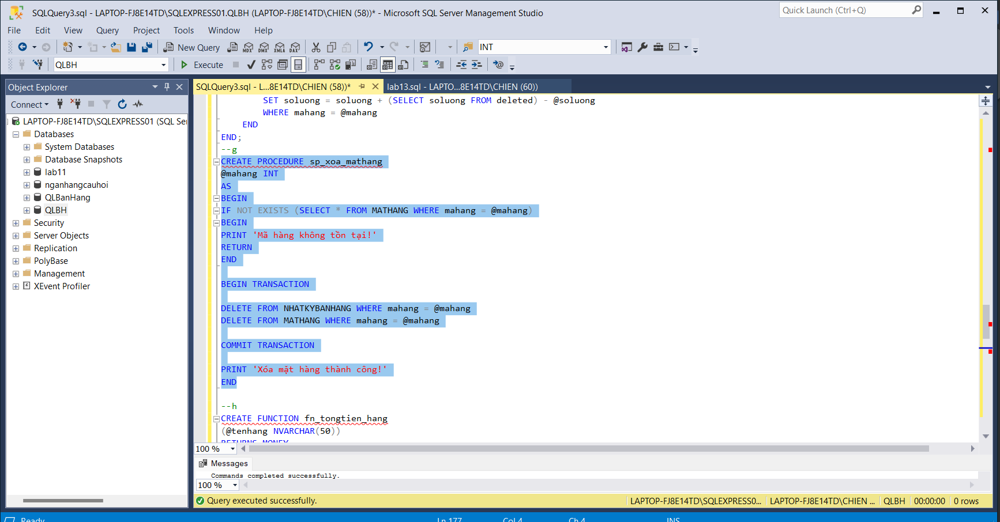 SQLQuery3.sql - LAPTOP-FJ8E14TD\SQLEXPRESS01.QLBH (LAPTOP-FJ8E14TD\CHIEN (58))* - Microsoft SQL Server Management Studio
Quick Launch (Ctrl+Q)
File Edit View Query Project Tools Window Help
New Query MDX DMX XMLA DAX INT
QLBH Execute
Object Explorer
SQLQuery3.sql - L...8E14TD\CHIEN (58))*
lab13.sql - LAPTO...8E14TD\CHIEN (60))
Connect
LAPTOP-FJ8E14TD\SQLEXPRESS01 (SQL Ser
Databases
System Databases
Database Snapshots
lab11
nganhangcauhoi
QLBanHang
QLBH
Security
Server Objects
Replication
PolyBase
Management
XEvent Profiler
SET soluong = soluong + (SELECT soluong FROM deleted) - @soluong
WHERE mahang = @mahang
END
END;
--g
CREATE PROCEDURE sp_xoa_mathang
@mahang INT
AS
BEGIN
IF NOT EXISTS (SELECT * FROM MATHANG WHERE mahang = @mahang)
BEGIN
PRINT 'Mã hàng không tồn tại!'
RETURN
END
BEGIN TRANSACTION
DELETE FROM NHATKYBANHANG WHERE mahang = @mahang
DELETE FROM MATHANG WHERE mahang = @mahang
COMMIT TRANSACTION
PRINT 'Xóa mặt hàng thành công!'
END
--h
CREATE FUNCTION fn_tongtien_hang
(@tenhang NVARCHAR(50))
RETURNS MONEY
100 %
Messages
Commands completed successfully.
100 %
Query executed successfully.
LAPTOP-FJ8E14TD\SQLEXPRESS0... LAPTOP-FJ8E14TD\CHIEN ... QLBH 00:00:00 0 rows
Ready Ln 177 Col 4 Ch 4 INS